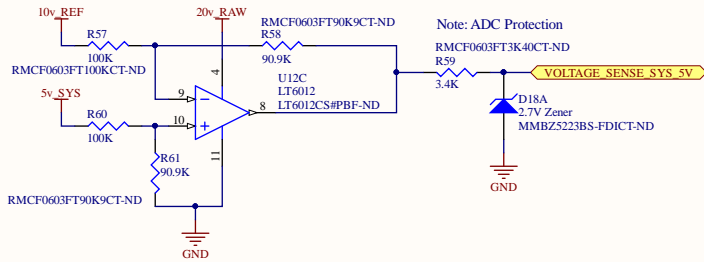 10v_REF
20v_RAW
R57
100K
RMCF0603FT100KCT-ND
RMCF0603FT90K9CT-ND
R58
90.9K
Note: ADC Protection
RMCF0603FT3K40CT-ND
R59
3.4K
VOLTAGE_SENSE_SYS_5V
4
U12C
LT6012
LT6012CS#PBF-ND
9
8
10
11
5v_SYS
R60
100K
R61
90.9K
RMCF0603FT90K9CT-ND
D18A
2.7V Zener
MMBZ5223BS-FDICT-ND
GND
GND